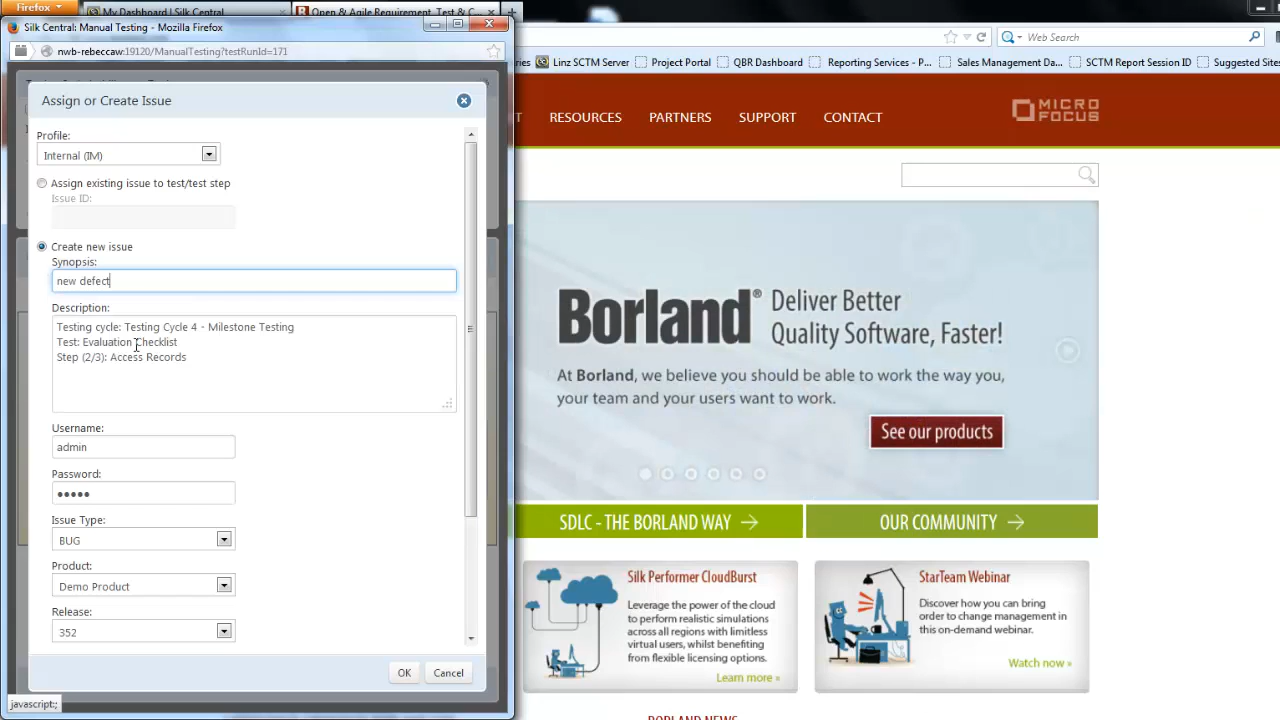 Firefox
My Dashboard | Silk Central
Open & Agile Requirement, Test & C...
Silk Central: Manual Testing - Mozilla Firefox
nwb-rebeccaw:19120/ManualTesting?testRunId=171
Web Search
Linz SCTM Server
Project Portal
QBR Dashboard
Reporting Services - P...
Sales Management Da...
SCTM Report Session ID
Suggested Sites
RESOURCES
PARTNERS
SUPPORT
CONTACT
MICRO
FOCUS
Assign or Create Issue
Profile:
Internal (IM)
Assign existing issue to test/test step
Issue ID:
Create new issue
Synopsis:
new defect
Description:
Testing cycle: Testing Cycle 4 - Milestone Testing
Test: Evaluation Checklist
Step (2/3): Access Records
Username:
admin
Password:
•••••
Issue Type:
BUG
Product:
Demo Product
Release:
352
OK
Cancel
javascript:;
Borland®
Deliver Better
Quality Software, Faster!
At Borland, we believe you should be able to work the way you,
your team and your users want to work.
See our products
SDLC - THE BORLAND WAY
OUR COMMUNITY
Silk Performer CloudBurst
Leverage the power of the cloud
to perform realistic simulations
across all regions with limitless
virtual users, whilst benefiting
from flexible licensing options.
Learn more »
StarTeam Webinar
Discover how you can bring
order to change management in
this on-demand webinar.
Watch now »
BORLAND NEWS